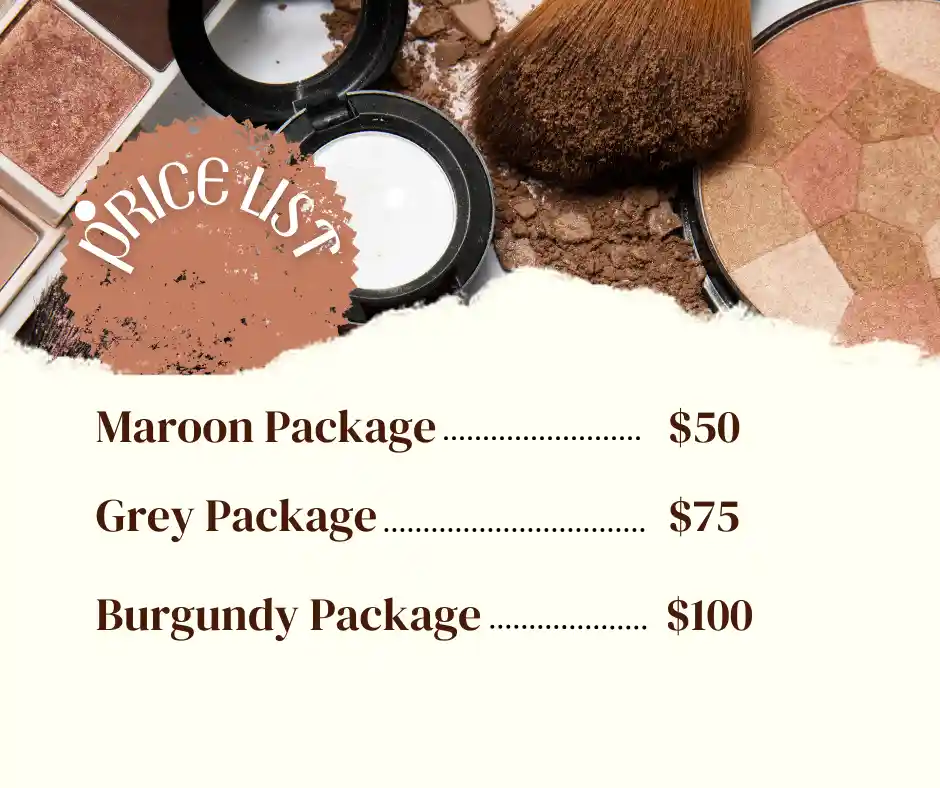 PRICE LIST
Maroon Package ......................... $50
Grey Package ................................. $75
Burgundy Package .................... $100